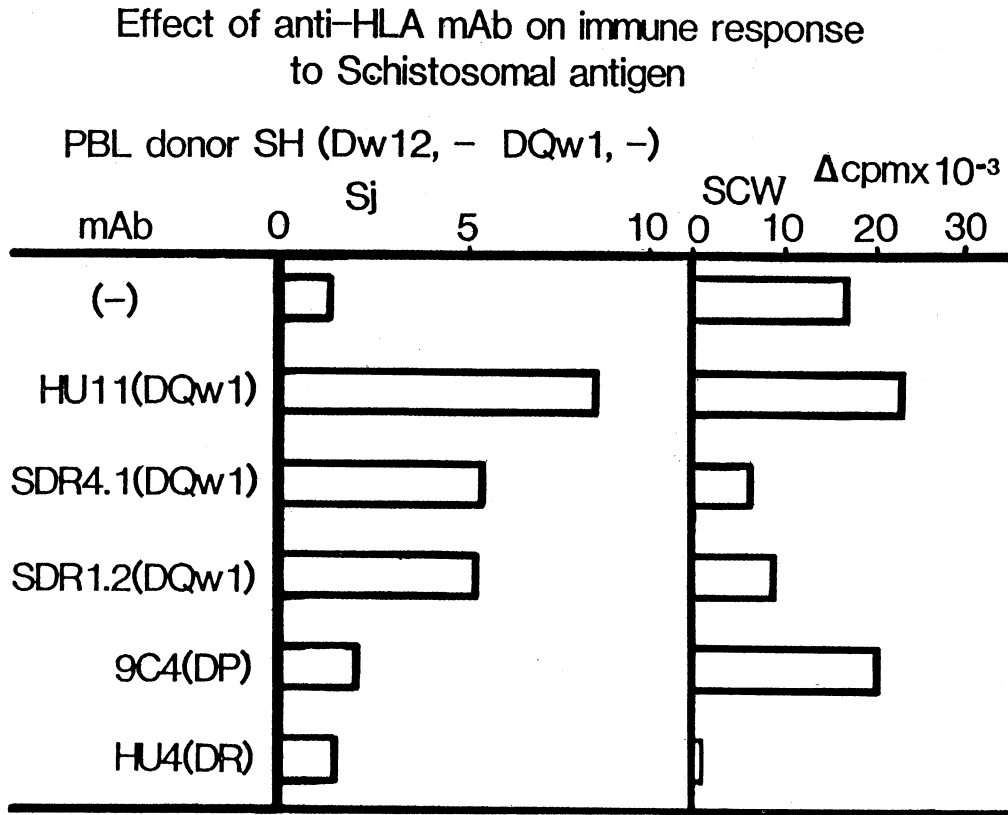 Effect of anti-HLA mAb on immune response
to Schistosomal antigen
PBL donor SH (Dw12, - DQw1, -)
Sj SCW Δcpmx10⁻³
mAb 0 5 10 0 10 20 30
(-)
HU11(DQw1)
SDR4.1(DQw1)
SDR1.2(DQw1)
9C4(DP)
HU4(DR)